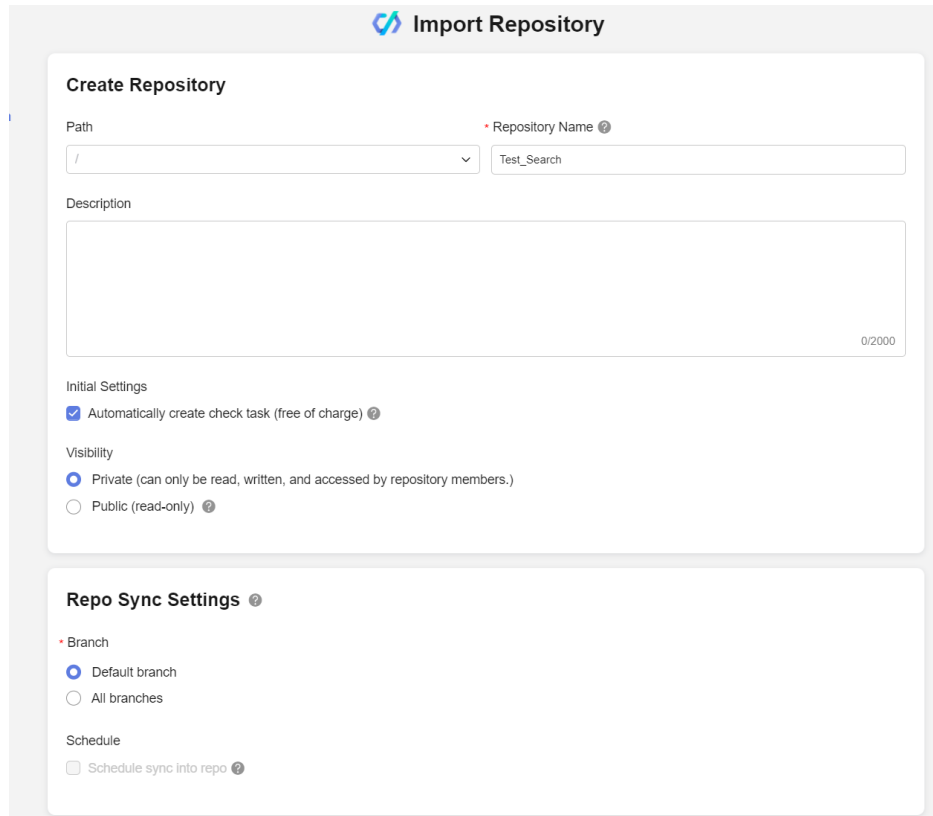 Import Repository
Create Repository
Path
* Repository Name ?
/
Test_Search
Description
0/2000
Initial Settings
Automatically create check task (free of charge) ?
Visibility
Private (can only be read, written, and accessed by repository members.)
Public (read-only) ?
Repo Sync Settings ?
* Branch
Default branch
All branches
Schedule
Schedule sync into repo ?